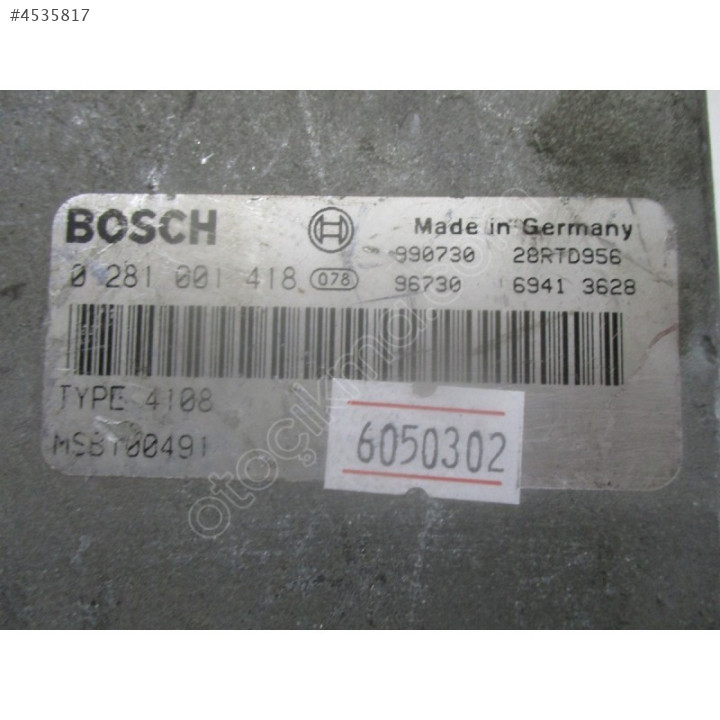 #4535817
BOSCH Made in Germany
990730 28RTD956
0 281 001 418 078 96730 6941 3628
TYPE 4108
MSB100491
6050302
otoçıkma.com